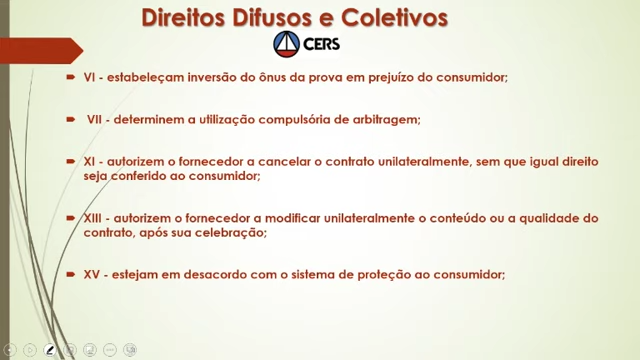 Direitos Difusos e Coletivos
CERS
VI - estabeleçam inversão do ônus da prova em prejuízo do consumidor;
VII - determinem a utilização compulsória de arbitragem;
XI - autorizem o fornecedor a cancelar o contrato unilateralmente, sem que igual direito
seja conferido ao consumidor;
XIII - autorizem o fornecedor a modificar unilateralmente o conteúdo ou a qualidade do
contrato, após sua celebração;
XV - estejam em desacordo com o sistema de proteção ao consumidor;